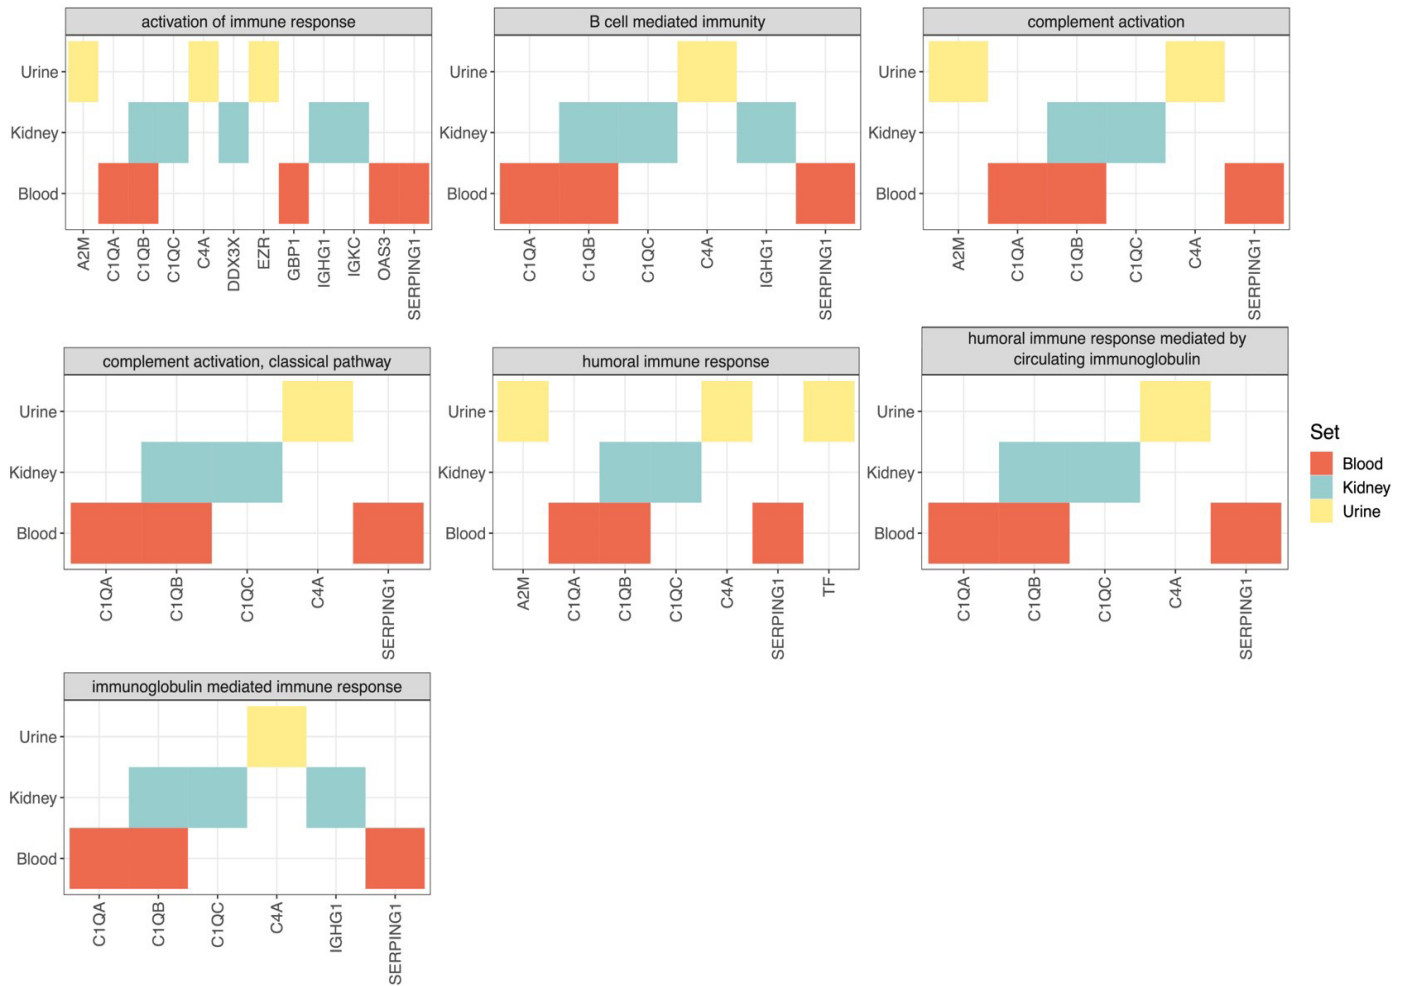 activation of immune response
Urine
Kidney
Blood
A2M
C1QA
C1QB
C1QC
C4A
DDX3X
EZR
GBP1
IGHG1
IGKC
OAS3
SERPING1
B cell mediated immunity
Urine
Kidney
Blood
C1QA
C1QB
C1QC
C4A
IGHG1
SERPING1
complement activation
Urine
Kidney
Blood
A2M
C1QA
C1QB
C1QC
C4A
SERPING1
complement activation, classical pathway
Urine
Kidney
Blood
C1QA
C1QB
C1QC
C4A
SERPING1
humoral immune response
Urine
Kidney
Blood
A2M
C1QA
C1QB
C1QC
C4A
SERPING1
TF
humoral immune response mediated by
circulating immunoglobulin
Urine
Kidney
Blood
C1QA
C1QB
C1QC
C4A
SERPING1
Set
Blood
Kidney
Urine
immunoglobulin mediated immune response
Urine
Kidney
Blood
C1QA
C1QB
C1QC
C4A
IGHG1
SERPING1